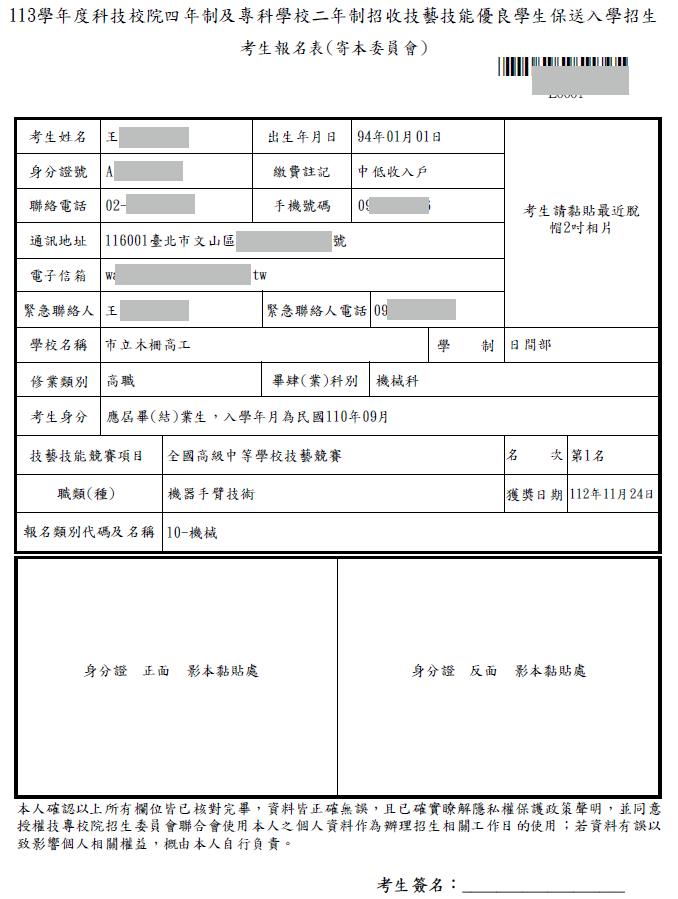 113學年度科技校院四年制及專科學校二年制招收技藝技能優良學生保送入學招生
考生報名表(寄本委員會)
考生姓名 王 出生年月日 94年01月01日
身分證號 A 繳費註記 中低收入戶
聯絡電話 02- 手機號碼 09
考生請黏貼最近脫
帽2吋相片
通訊地址 116001臺北市文山區 號
電子信箱 wa tw
緊急聯絡人 王 緊急聯絡人電話 09
學校名稱 市立木柵高工 學 制 日間部
修業類別 高職 畢肄(業)科別 機械科
考生身分 應屆畢(結)業生，入學年月為民國110年09月
技藝技能競賽項目 全國高級中等學校技藝競賽 名 次 第1名
職類(種) 機器手臂技術 獲獎日期 112年11月24日
報名類別代碼及名稱 10-機械
身分證 正面 影本黏貼處 身分證 反面 影本黏貼處
本人確認以上所有欄位皆已核對完畢，資料皆正確無誤，且已確實瞭解隱私權保護政策聲明，並同意
授權技專校院招生委員會聯合會使用本人之個人資料作為辦理招生相關工作目的使用；若資料有誤以
致影響個人相關權益，概由本人自行負責。
考生簽名：